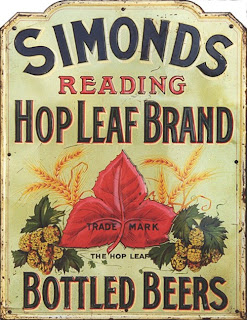 SIMONDS
READING
HOP LEAF BRAND
TRADE MARK
THE HOP LEAF
BOTTLED BEERS